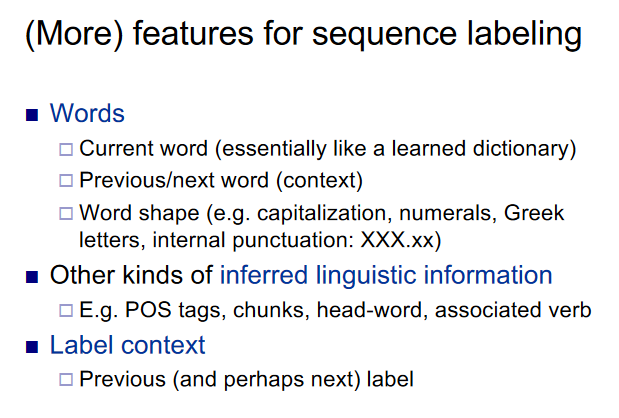 (More) features for sequence labeling
Words
Current word (essentially like a learned dictionary)
Previous/next word (context)
Word shape (e.g. capitalization, numerals, Greek
letters, internal punctuation: XXX.xx)
Other kinds of inferred linguistic information
E.g. POS tags, chunks, head-word, associated verb
Label context
Previous (and perhaps next) label